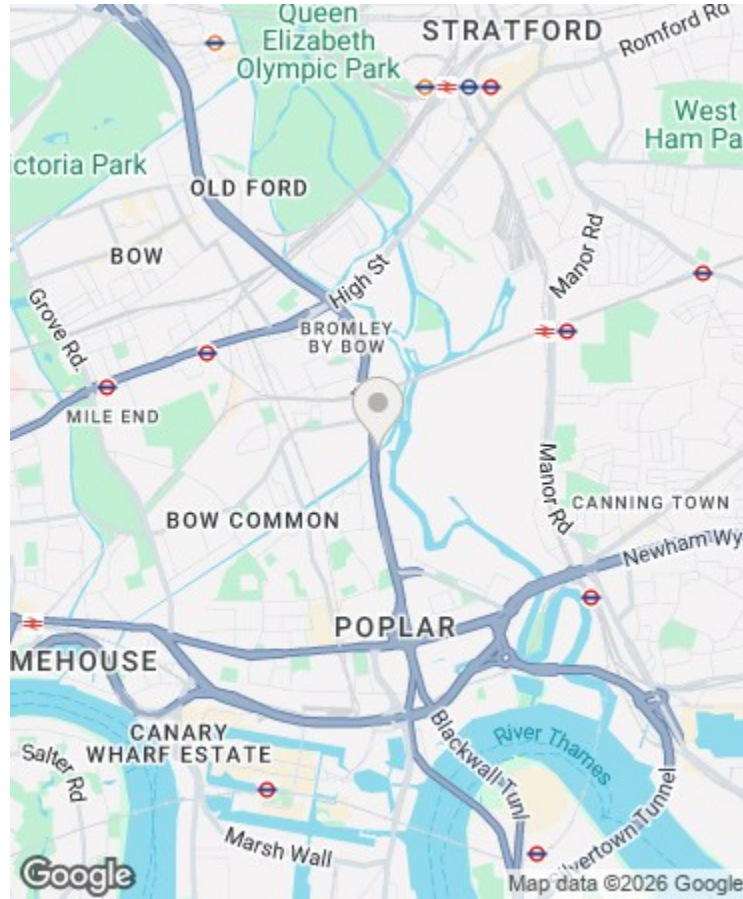 Queen
Elizabeth
Olympic Park
STRATFORD
Romford Rd
West
Ham Pa
ictoria Park
OLD FORD
BOW
Manor Rd
High St
Grove Rd.
BROMLEY
BY BOW
MILE END
Manor Rd
CANNING TOWN
BOW COMMON
Newham Wy
POPLAR
MEHOUSE
CANARY
WHARF ESTATE
Blackwall Tunl
River Thames
Salter Rd
Silvertown Tunnel
Marsh Wall
Google
Map data ©2026 Google